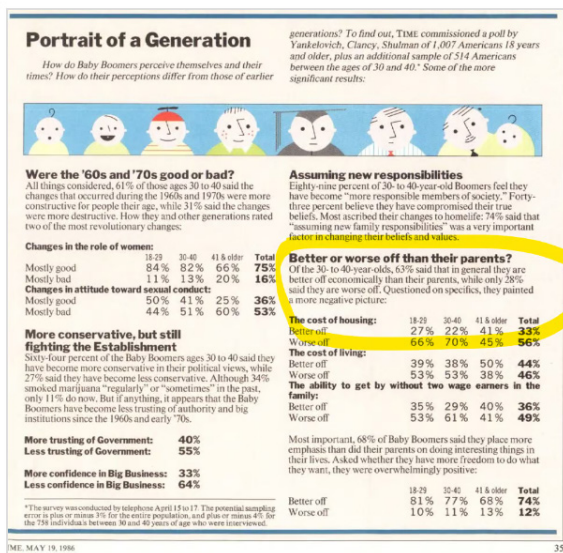 Portrait of a Generation
How do Baby Boomers perceive themselves and their
times? How do their perceptions differ from those of earlier
generations? To find out, TIME commissioned a poll by
Yankelovich, Clancy, Shulman of 1,007 Americans 18 years
and older, plus an additional sample of 514 Americans
between the ages of 30 and 40.* Some of the more
significant results:
Were the '60s and '70s good or bad?
All things considered, 61% of those ages 30 to 40 said the
changes that occurred during the 1960s and 1970s were more
constructive for people their age, while 31% said the changes
were more destructive. How they and other generations rated
two of the most revolutionary changes:
Changes in the role of women:
18-29 30-40 41 & older Total
Mostly good 84% 82% 66% 75%
Mostly bad 11% 13% 20% 16%
Changes in attitude toward sexual conduct:
Mostly good 50% 41% 25% 36%
Mostly bad 44% 51% 60% 53%
More conservative, but still
fighting the Establishment
Sixty-four percent of the Baby Boomers ages 30 to 40 said they
have become more conservative in their political views, while
27% said they have become less conservative. Although 34%
smoked marijuana "regularly" or "sometimes" in the past,
only 11% do now. But if anything, it appears that the Baby
Boomers have become less trusting of authority and big
institutions since the 1960s and early '70s.
More trusting of Government: 40%
Less trusting of Government: 55%
More confidence in Big Business: 33%
Less confidence in Big Business: 64%
*The survey was conducted by telephone April 15 to 17. The potential sampling
error is plus or minus 3% for the entire population, and plus or minus 4% for
the 758 individuals between 30 and 40 years of age who were interviewed.
Assuming new responsibilities
Eighty-nine percent of 30- to 40-year-old Boomers feel they
have become "more responsible members of society." Forty-
three percent believe they have compromised their true
beliefs. Most ascribed their changes to homelife: 74% said that
"assuming new family responsibilities" was a very important
factor in changing their beliefs and values.
Better or worse off than their parents?
Of the 30- to 40-year-olds, 63% said that in general they are
better off economically than their parents, while only 28%
said they are worse off. Questioned on specifics, they painted
a more negative picture:
The cost of housing: 18-29 30-40 41 & older Total
Better off 27% 22% 41% 33%
Worse off 66% 70% 45% 56%
The cost of living:
Better off 39% 38% 50% 44%
Worse off 53% 53% 38% 46%
The ability to get by without two wage earners in the
family:
Better off 35% 29% 40% 36%
Worse off 53% 61% 41% 49%
Most important, 68% of Baby Boomers said they place more
emphasis than did their parents on doing interesting things in
their lives. Asked whether they have more freedom to do what
they want, they were overwhelmingly positive:
18-29 30-40 41 & older Total
Better off 81% 77% 68% 74%
Worse off 10% 11% 13% 12%
ME, MAY 19, 1986
35